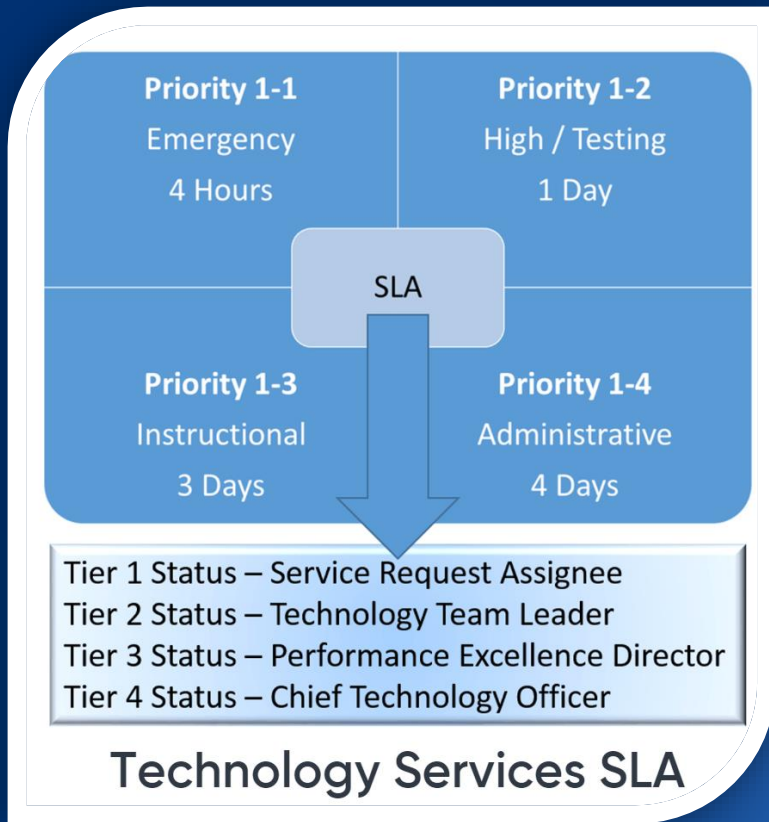 Priority 1-1
Emergency
4 Hours
Priority 1-2
High / Testing
1 Day
SLA
Priority 1-3
Instructional
3 Days
Priority 1-4
Administrative
4 Days
Tier 1 Status – Service Request Assignee
Tier 2 Status – Technology Team Leader
Tier 3 Status – Performance Excellence Director
Tier 4 Status – Chief Technology Officer
Technology Services SLA